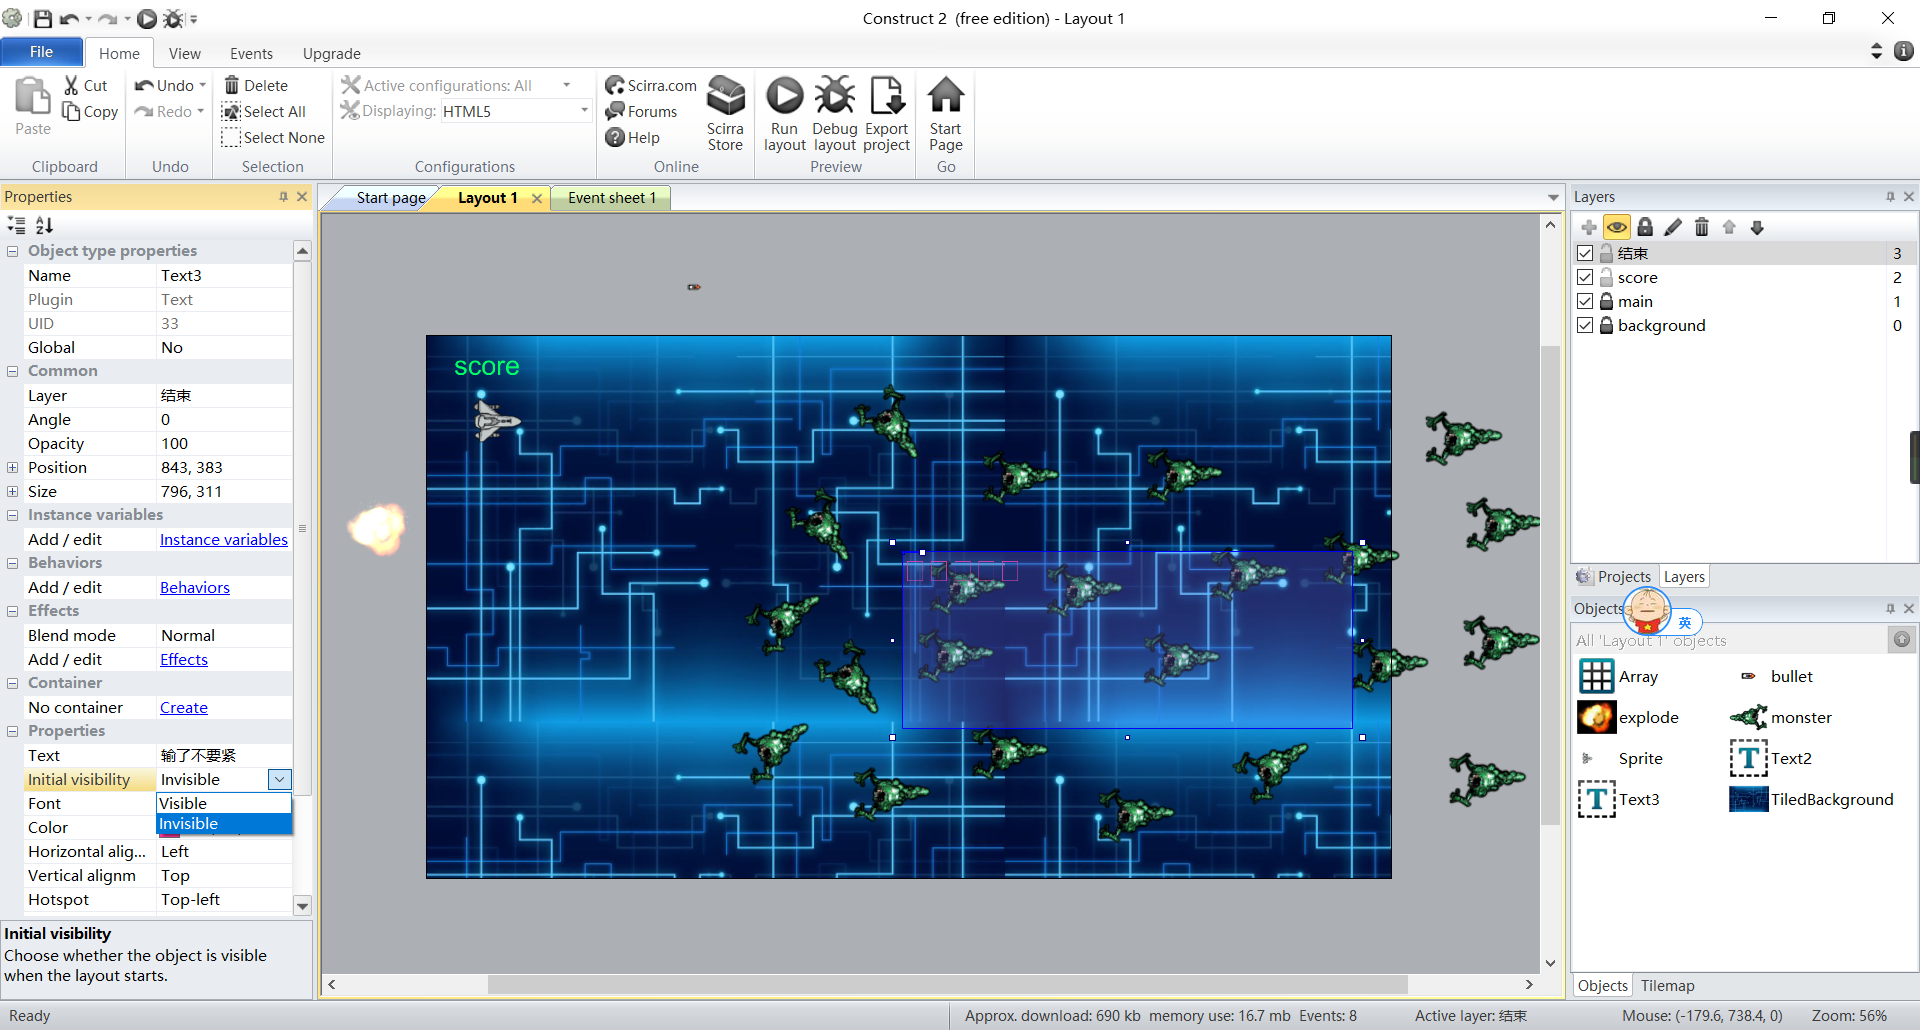 Construct 2  (free edition) - Layout 1
File
Home
View
Events
Upgrade
Paste
Cut
Copy
Clipboard
Undo
Redo
Undo
Delete
Select All
Select None
Selection
Active configurations: All
Displaying: HTML5
Configurations
Scirra.com
Forums
Help
Scirra
Store
Online
Run
layout
Debug
layout
Export
project
Preview
Start
Page
Go
Properties
Object type properties
Name Text3
Plugin Text
UID 33
Global No
Common
Layer 结束
Angle 0
Opacity 100
Position 843, 383
Size 796, 311
Instance variables
Add / edit Instance variables
Behaviors
Add / edit Behaviors
Effects
Blend mode Normal
Add / edit Effects
Container
No container Create
Properties
Text 输了不要紧
Initial visibility Invisible
Font Visible
Invisible
Color
Horizontal alig... Left
Vertical alignm Top
Hotspot Top-left
Initial visibility
Choose whether the object is visible
when the layout starts.
Start page
Layout 1
Event sheet 1
score
Layers
结束 3
score 2
main 1
background 0
Projects
Layers
Objects
英
All 'Layout 1' objects
Array
bullet
explode
monster
Sprite
Text2
Text3
TiledBackground
Objects
Tilemap
Ready
Approx. download: 690 kb  memory use: 16.7 mb  Events: 8
Active layer: 结束
Mouse: (-179.6, 738.4, 0)
Zoom: 56%